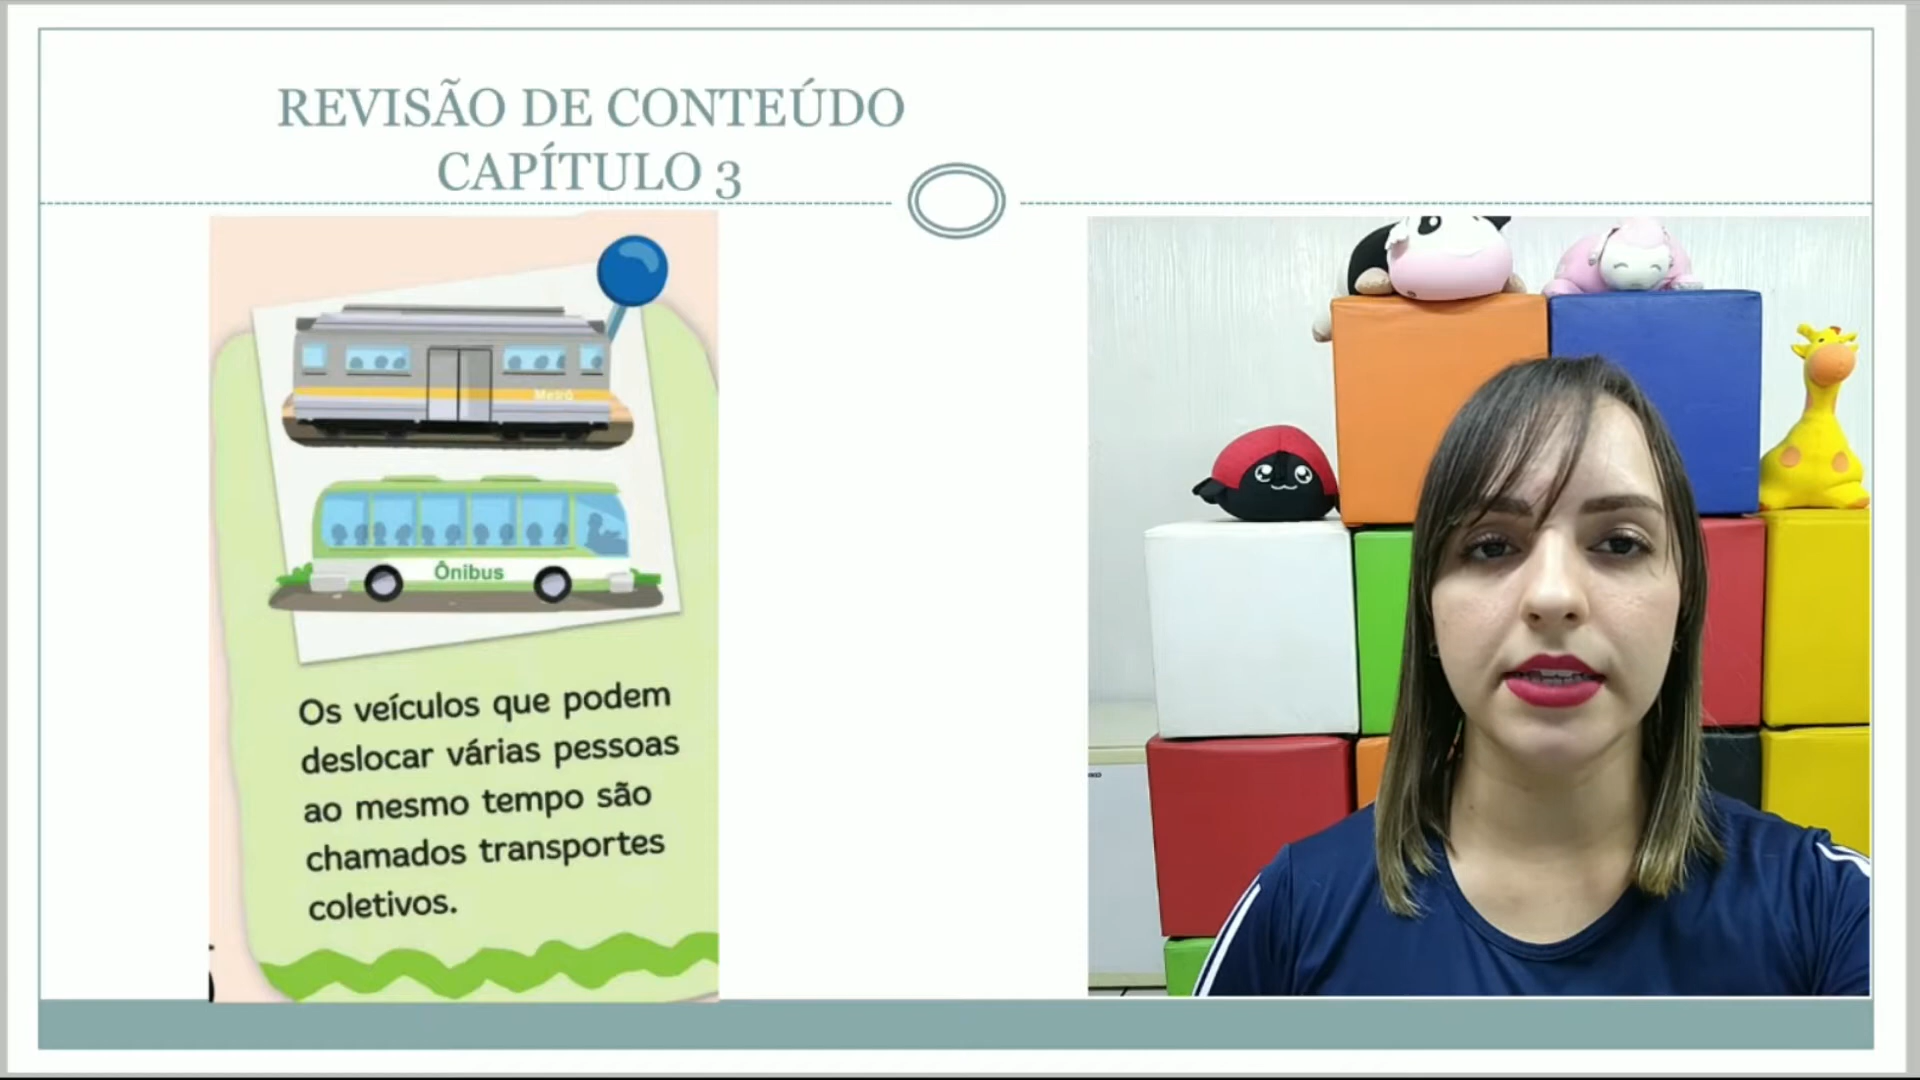 REVISÃO DE CONTEÚDO
CAPÍTULO 3
Metrô
Ônibus
Os veículos que podem
deslocar várias pessoas
ao mesmo tempo são
chamados transportes
coletivos.